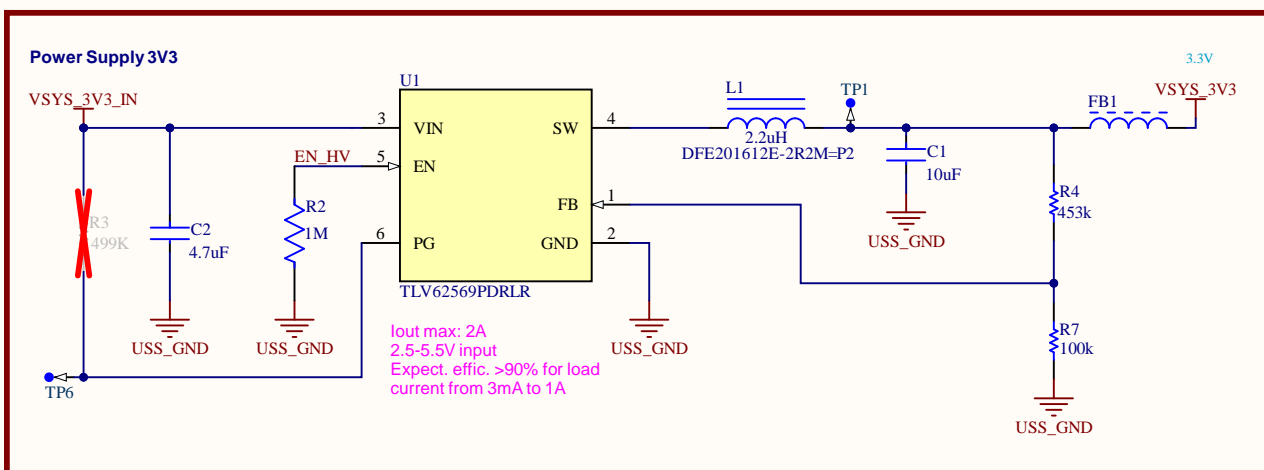 Power Supply 3V3
VSYS_3V3_IN
U1
3
VIN
SW
4
L1
2.2uH
DFE201612E-2R2M=P2
TP1
FB1
3.3V
VSYS_3V3
EN_HV
5
EN
R2
1M
USS_GND
R3
499K
C2
4.7uF
USS_GND
FB
1
C1
10uF
USS_GND
R4
453k
6
PG
GND
2
USS_GND
TLV62569PDRLR
R7
100k
USS_GND
TP6
Iout max: 2A
2.5-5.5V input
Expect. effic. >90% for load
current from 3mA to 1A